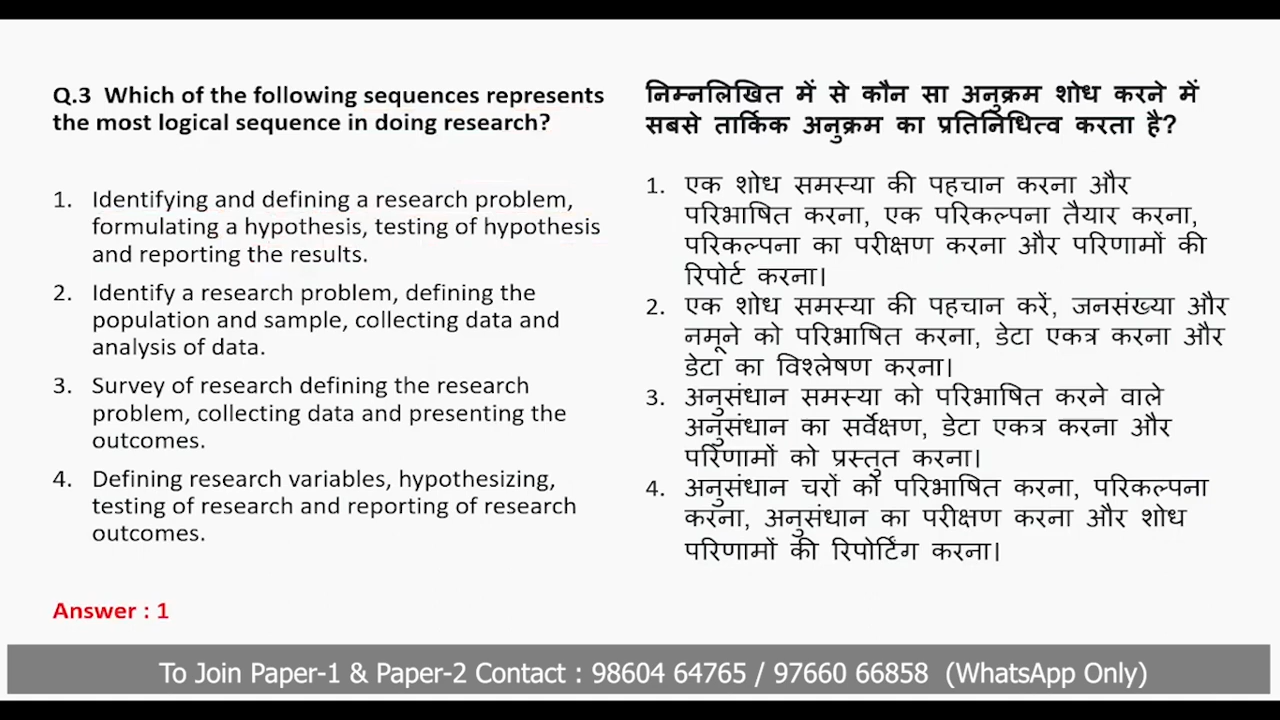 Q.3 Which of the following sequences represents
the most logical sequence in doing research?
1. Identifying and defining a research problem,
formulating a hypothesis, testing of hypothesis
and reporting the results.
2. Identify a research problem, defining the
population and sample, collecting data and
analysis of data.
3. Survey of research defining the research
problem, collecting data and presenting the
outcomes.
4. Defining research variables, hypothesizing,
testing of research and reporting of research
outcomes.
Answer : 1
निम्नलिखित में से कौन सा अनुक्रम शोध करने में
सबसे तार्किक अनुक्रम का प्रतिनिधित्व करता है?
1. एक शोध समस्या की पहचान करना और
परिभाषित करना, एक परिकल्पना तैयार करना,
परिकल्पना का परीक्षण करना और परिणामों की
रिपोर्ट करना।
2. एक शोध समस्या की पहचान करें, जनसंख्या और
नमूने को परिभाषित करना, डेटा एकत्र करना और
डेटा का विश्लेषण करना।
3. अनुसंधान समस्या को परिभाषित करने वाले
अनुसंधान का सर्वेक्षण, डेटा एकत्र करना और
परिणामों को प्रस्तुत करना।
4. अनुसंधान चरों को परिभाषित करना, परिकल्पना
करना, अनुसंधान का परीक्षण करना और शोध
परिणामों की रिपोर्टिंग करना।
To Join Paper-1 & Paper-2 Contact : 98604 64765 / 97660 66858 (WhatsApp Only)